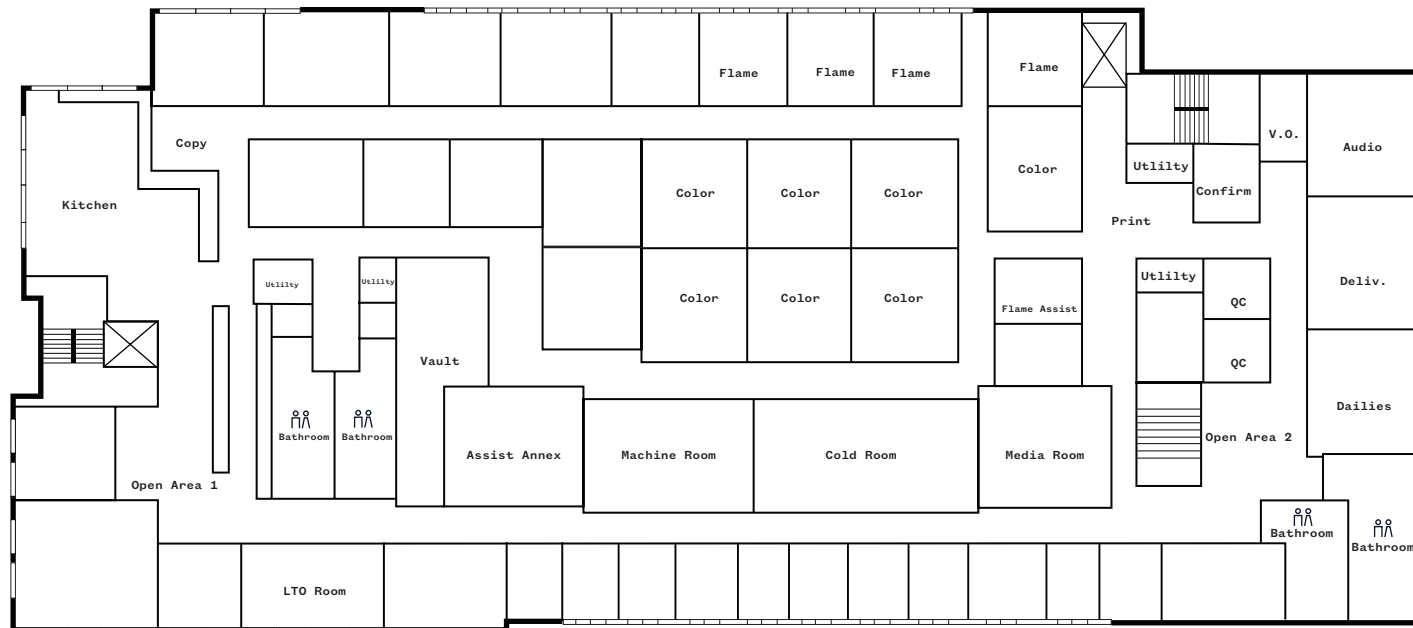 Flame
Flame
Flame
Flame
V.O.
Copy
Audio
Color
Utlilty
Confirm
Color
Color
Color
Kitchen
Print
Utlilty
Deliv.
Utlilty
Utlilty
QC
Color
Color
Color
Flame Assist
Vault
QC
Dailies
Bathroom
Bathroom
Open Area 2
Assist Annex
Machine Room
Cold Room
Media Room
Open Area 1
Bathroom
Bathroom
LTO Room